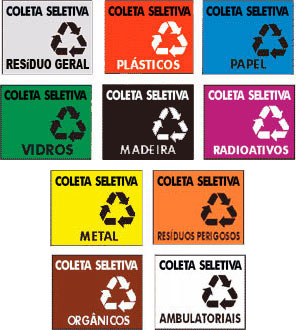 COLETA SELETIVA
RESíDUO GERAL
COLETA SELETIVA
PLÁSTICOS
COLETA SELETIVA
PAPEL
COLETA SELETIVA
VIDROS
COLETA SELETIVA
MADEIRA
COLETA SELETIVA
RADIOATIVOS
COLETA SELETIVA
METAL
COLETA SELETIVA
RESÍDUOS PERIGOSOS
COLETA SELETIVA
ORGÂNICOS
COLETA SELETIVA
AMBULATORIAIS